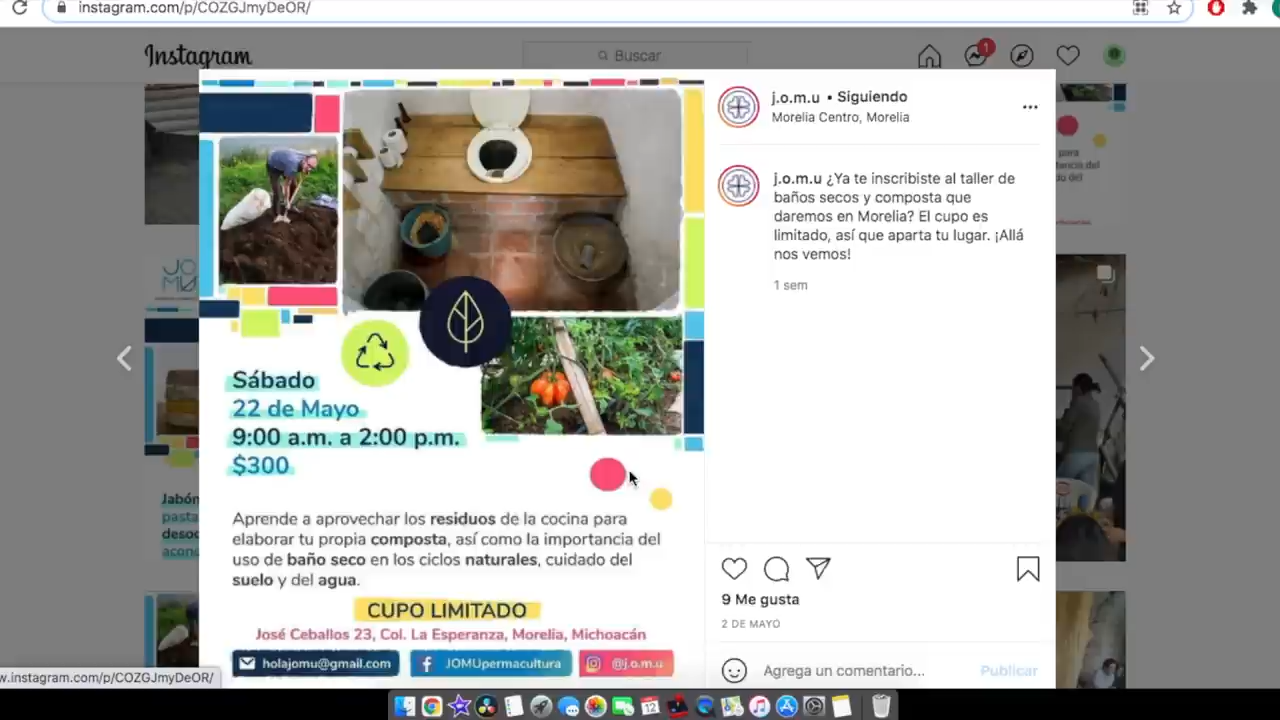 instagram.com/p/COZGJmyDeOR/
Instagram
Buscar
1
j.o.m.u • Siguiendo
Morelia Centro, Morelia
j.o.m.u ¿Ya te inscribiste al taller de
baños secos y composta que
daremos en Morelia? El cupo es
limitado, así que aparta tu lugar. ¡Allá
nos vemos!
1 sem
Sábado
22 de Mayo
9:00 a.m. a 2:00 p.m.
$300
Aprende a aprovechar los residuos de la cocina para
elaborar tu propia composta, así como la importancia del
uso de baño seco en los ciclos naturales, cuidado del
suelo y del agua.
CUPO LIMITADO
José Ceballos 23, Col. La Esperanza, Morelia, Michoacán
holajomu@gmail.com
JOMUpermacultura
@j.o.m.u
9 Me gusta
2 DE MAYO
Agrega un comentario...
Publicar
JO
Jabón
pasta
para
w.instagram.com/p/COZGJmyDeOR/
12